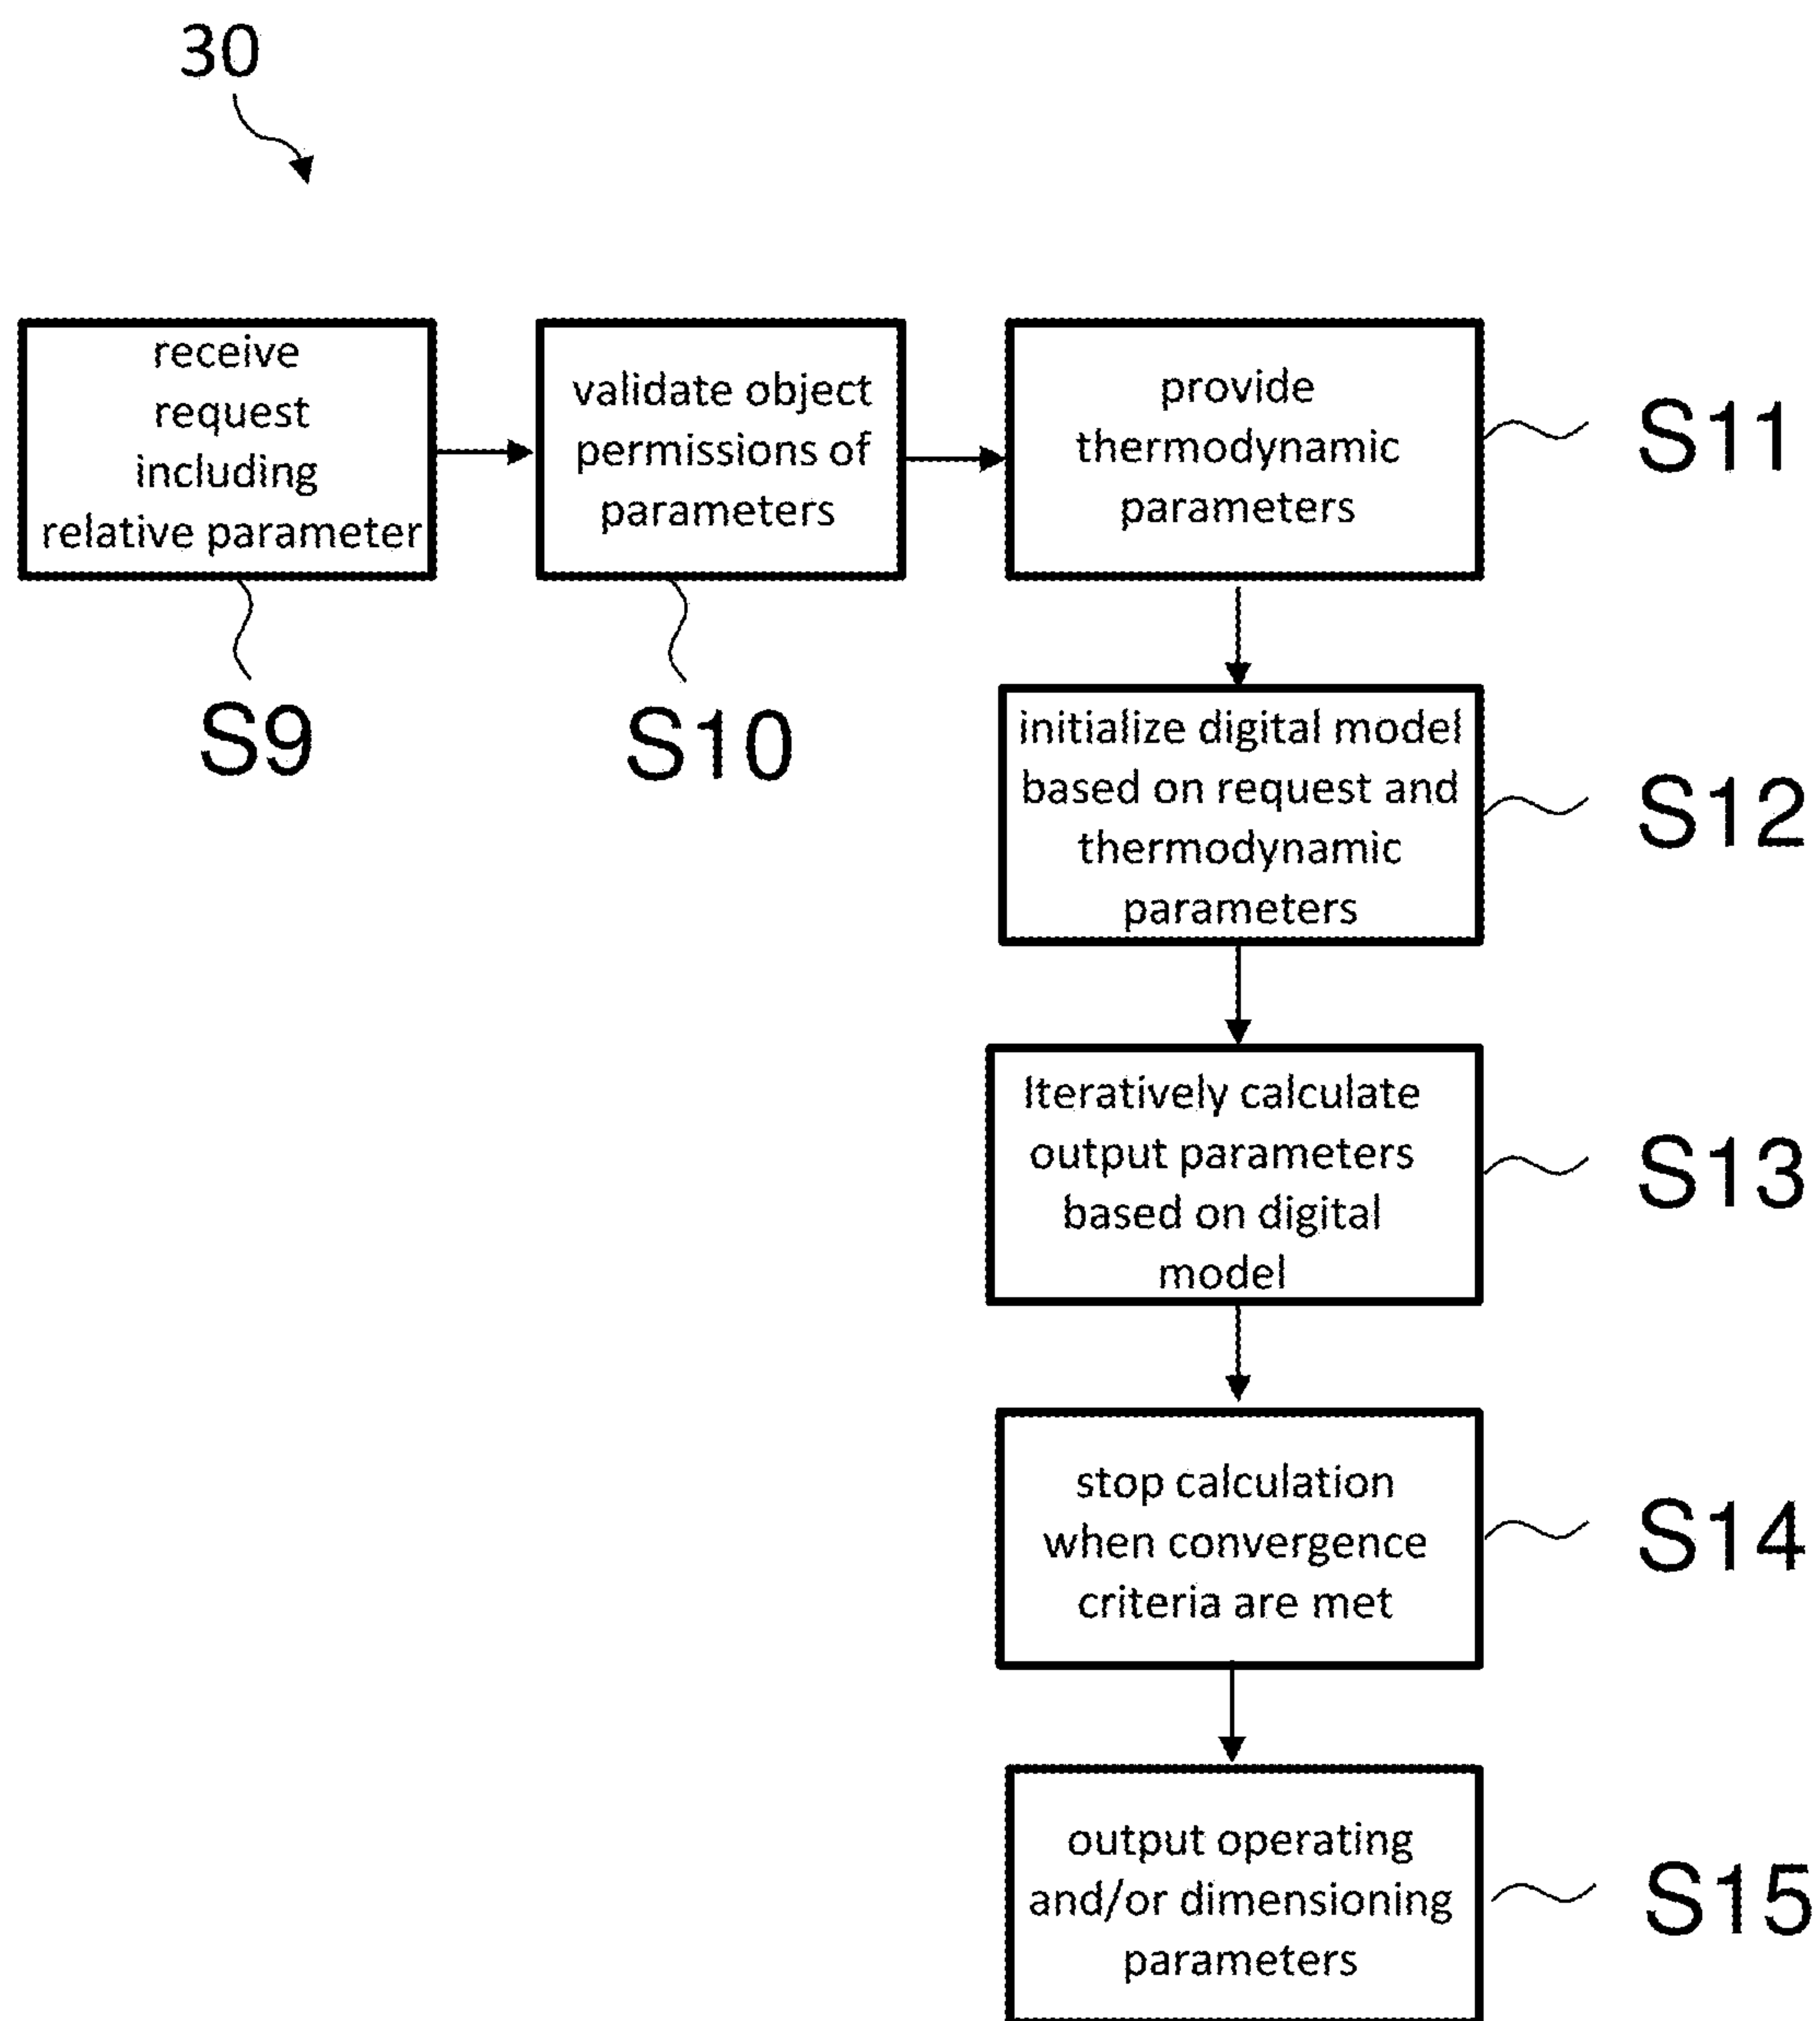 30
receive
request
including
relative parameter
S9
validate object
permissions of
parameters
S10
provide
thermodynamic
parameters
S11
initialize digital model
based on request and
thermodynamic
parameters
S12
Iteratively calculate
output parameters
based on digital
model
S13
stop calculation
when convergence
criteria are met
S14
output operating
and/or dimensioning
parameters
S15